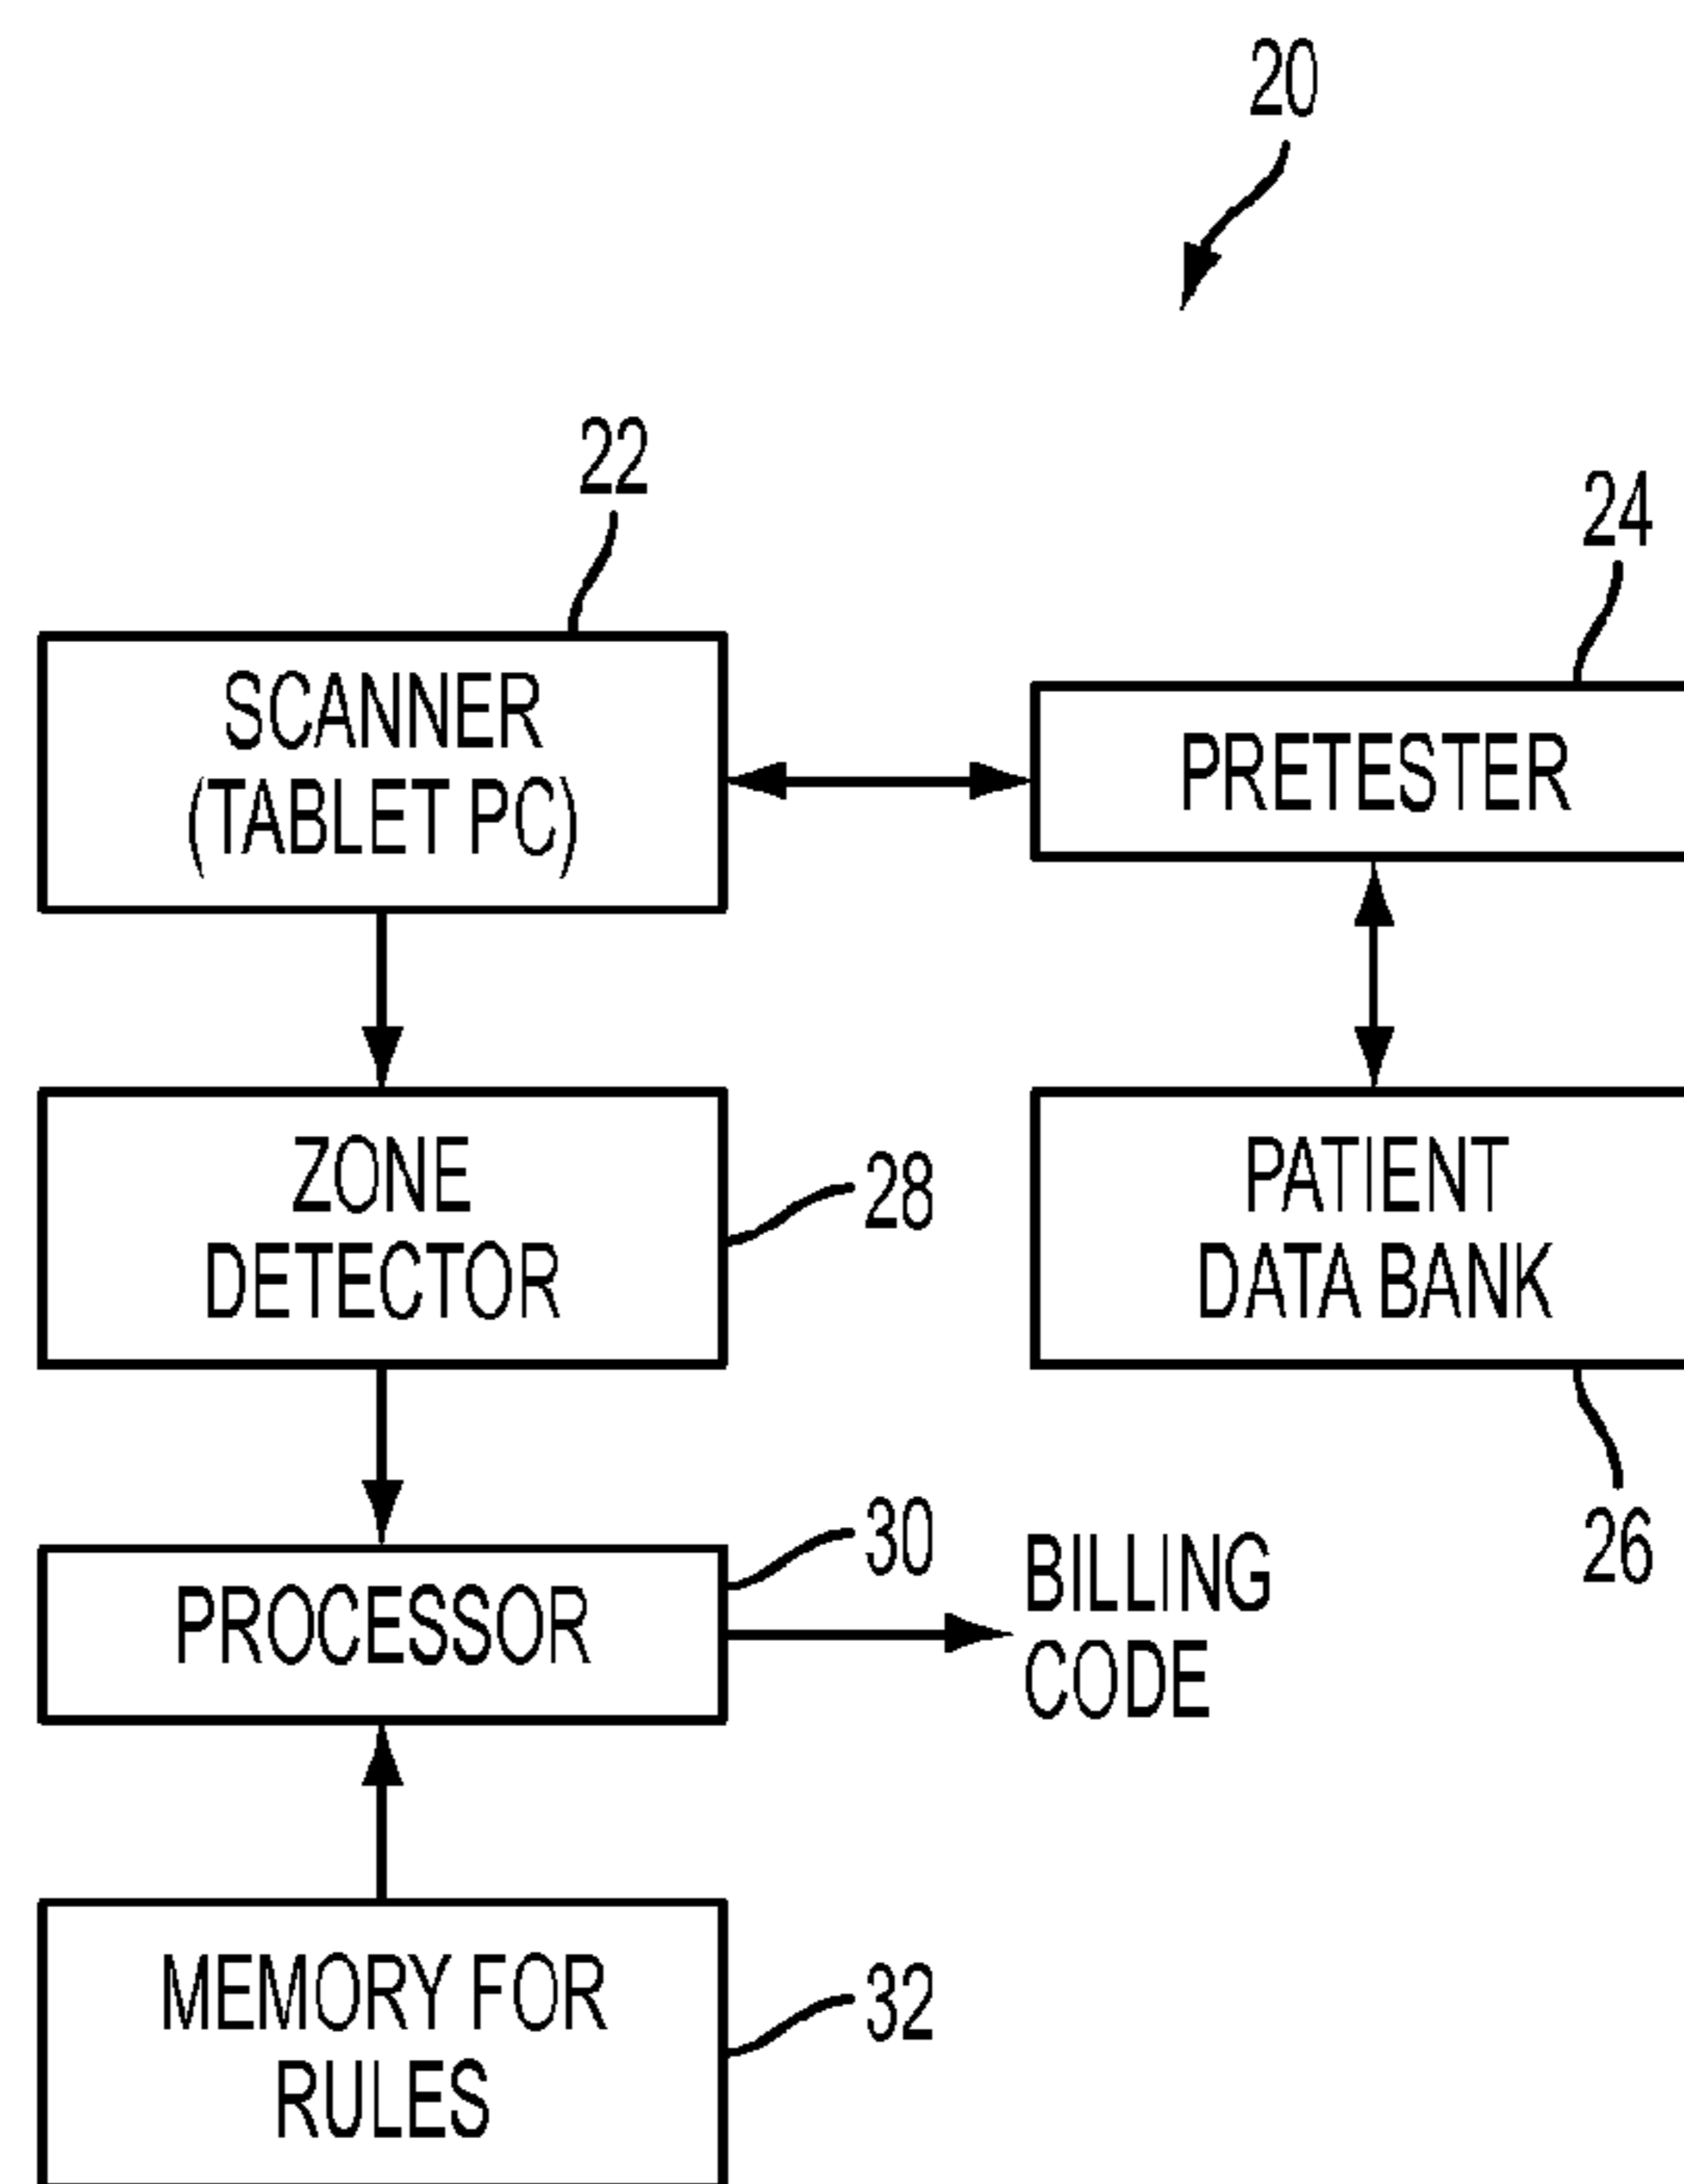 20
22
24
SCANNER
(TABLET PC)
PRETESTER
ZONE
DETECTOR
28
PATIENT
DATA BANK
26
PROCESSOR
30
BILLING
CODE
MEMORY FOR
RULES
32